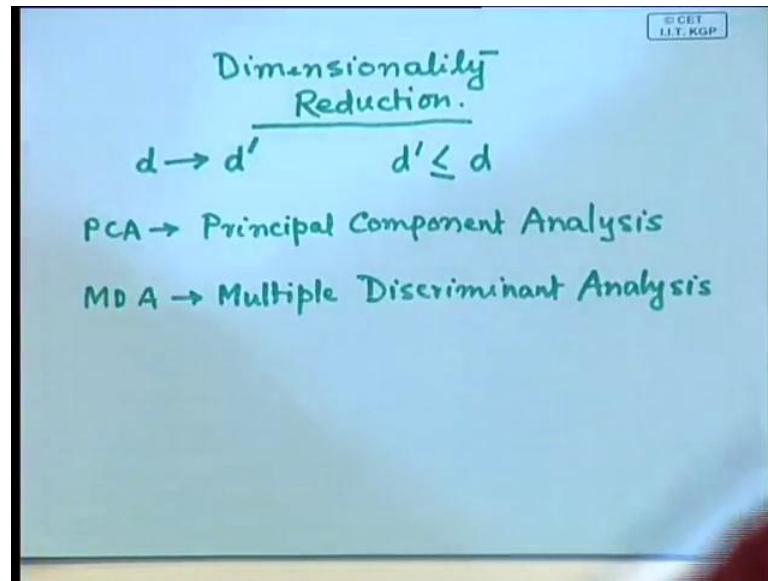 © CET
I.I.T. KGP
Dimensionality
Reduction.
d → d′ d′ ≤ d
PCA → Principal Component Analysis
MDA → Multiple Discriminant Analysis